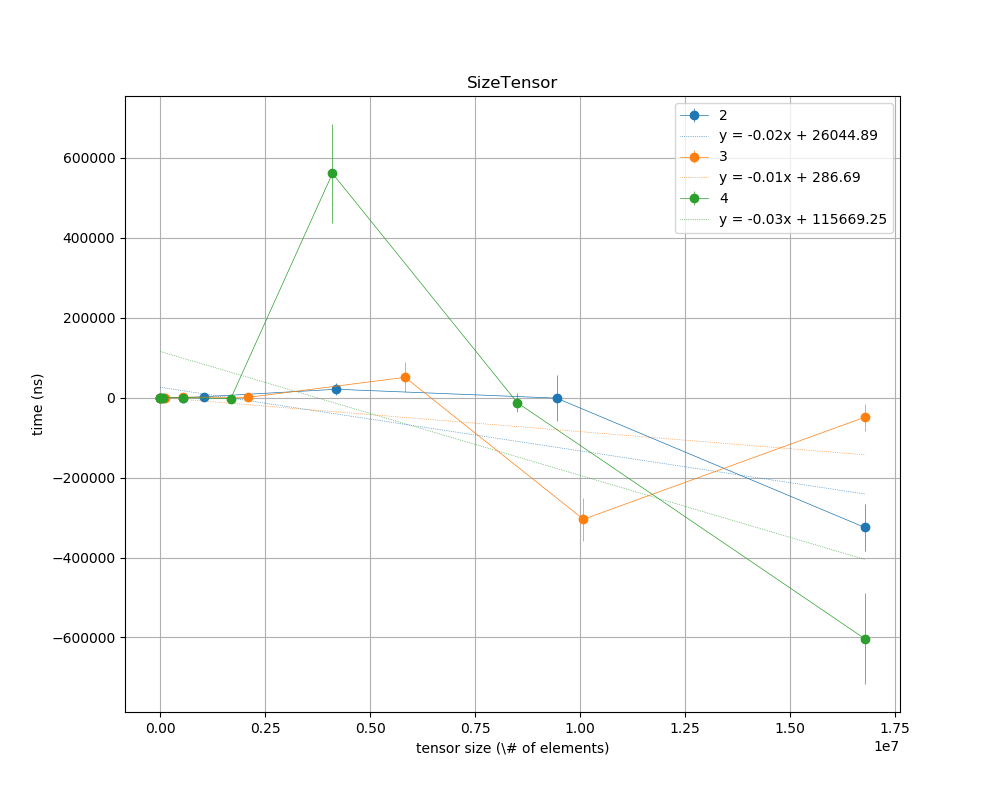 SizeTensor
2
y = -0.02x + 26044.89
3
y = -0.01x + 286.69
4
y = -0.03x + 115669.25
600000
400000
200000
0
−200000
−400000
−600000
time (ns)
0.00 0.25 0.50 0.75 1.00 1.25 1.50 1.75
1e7
tensor size (\# of elements)